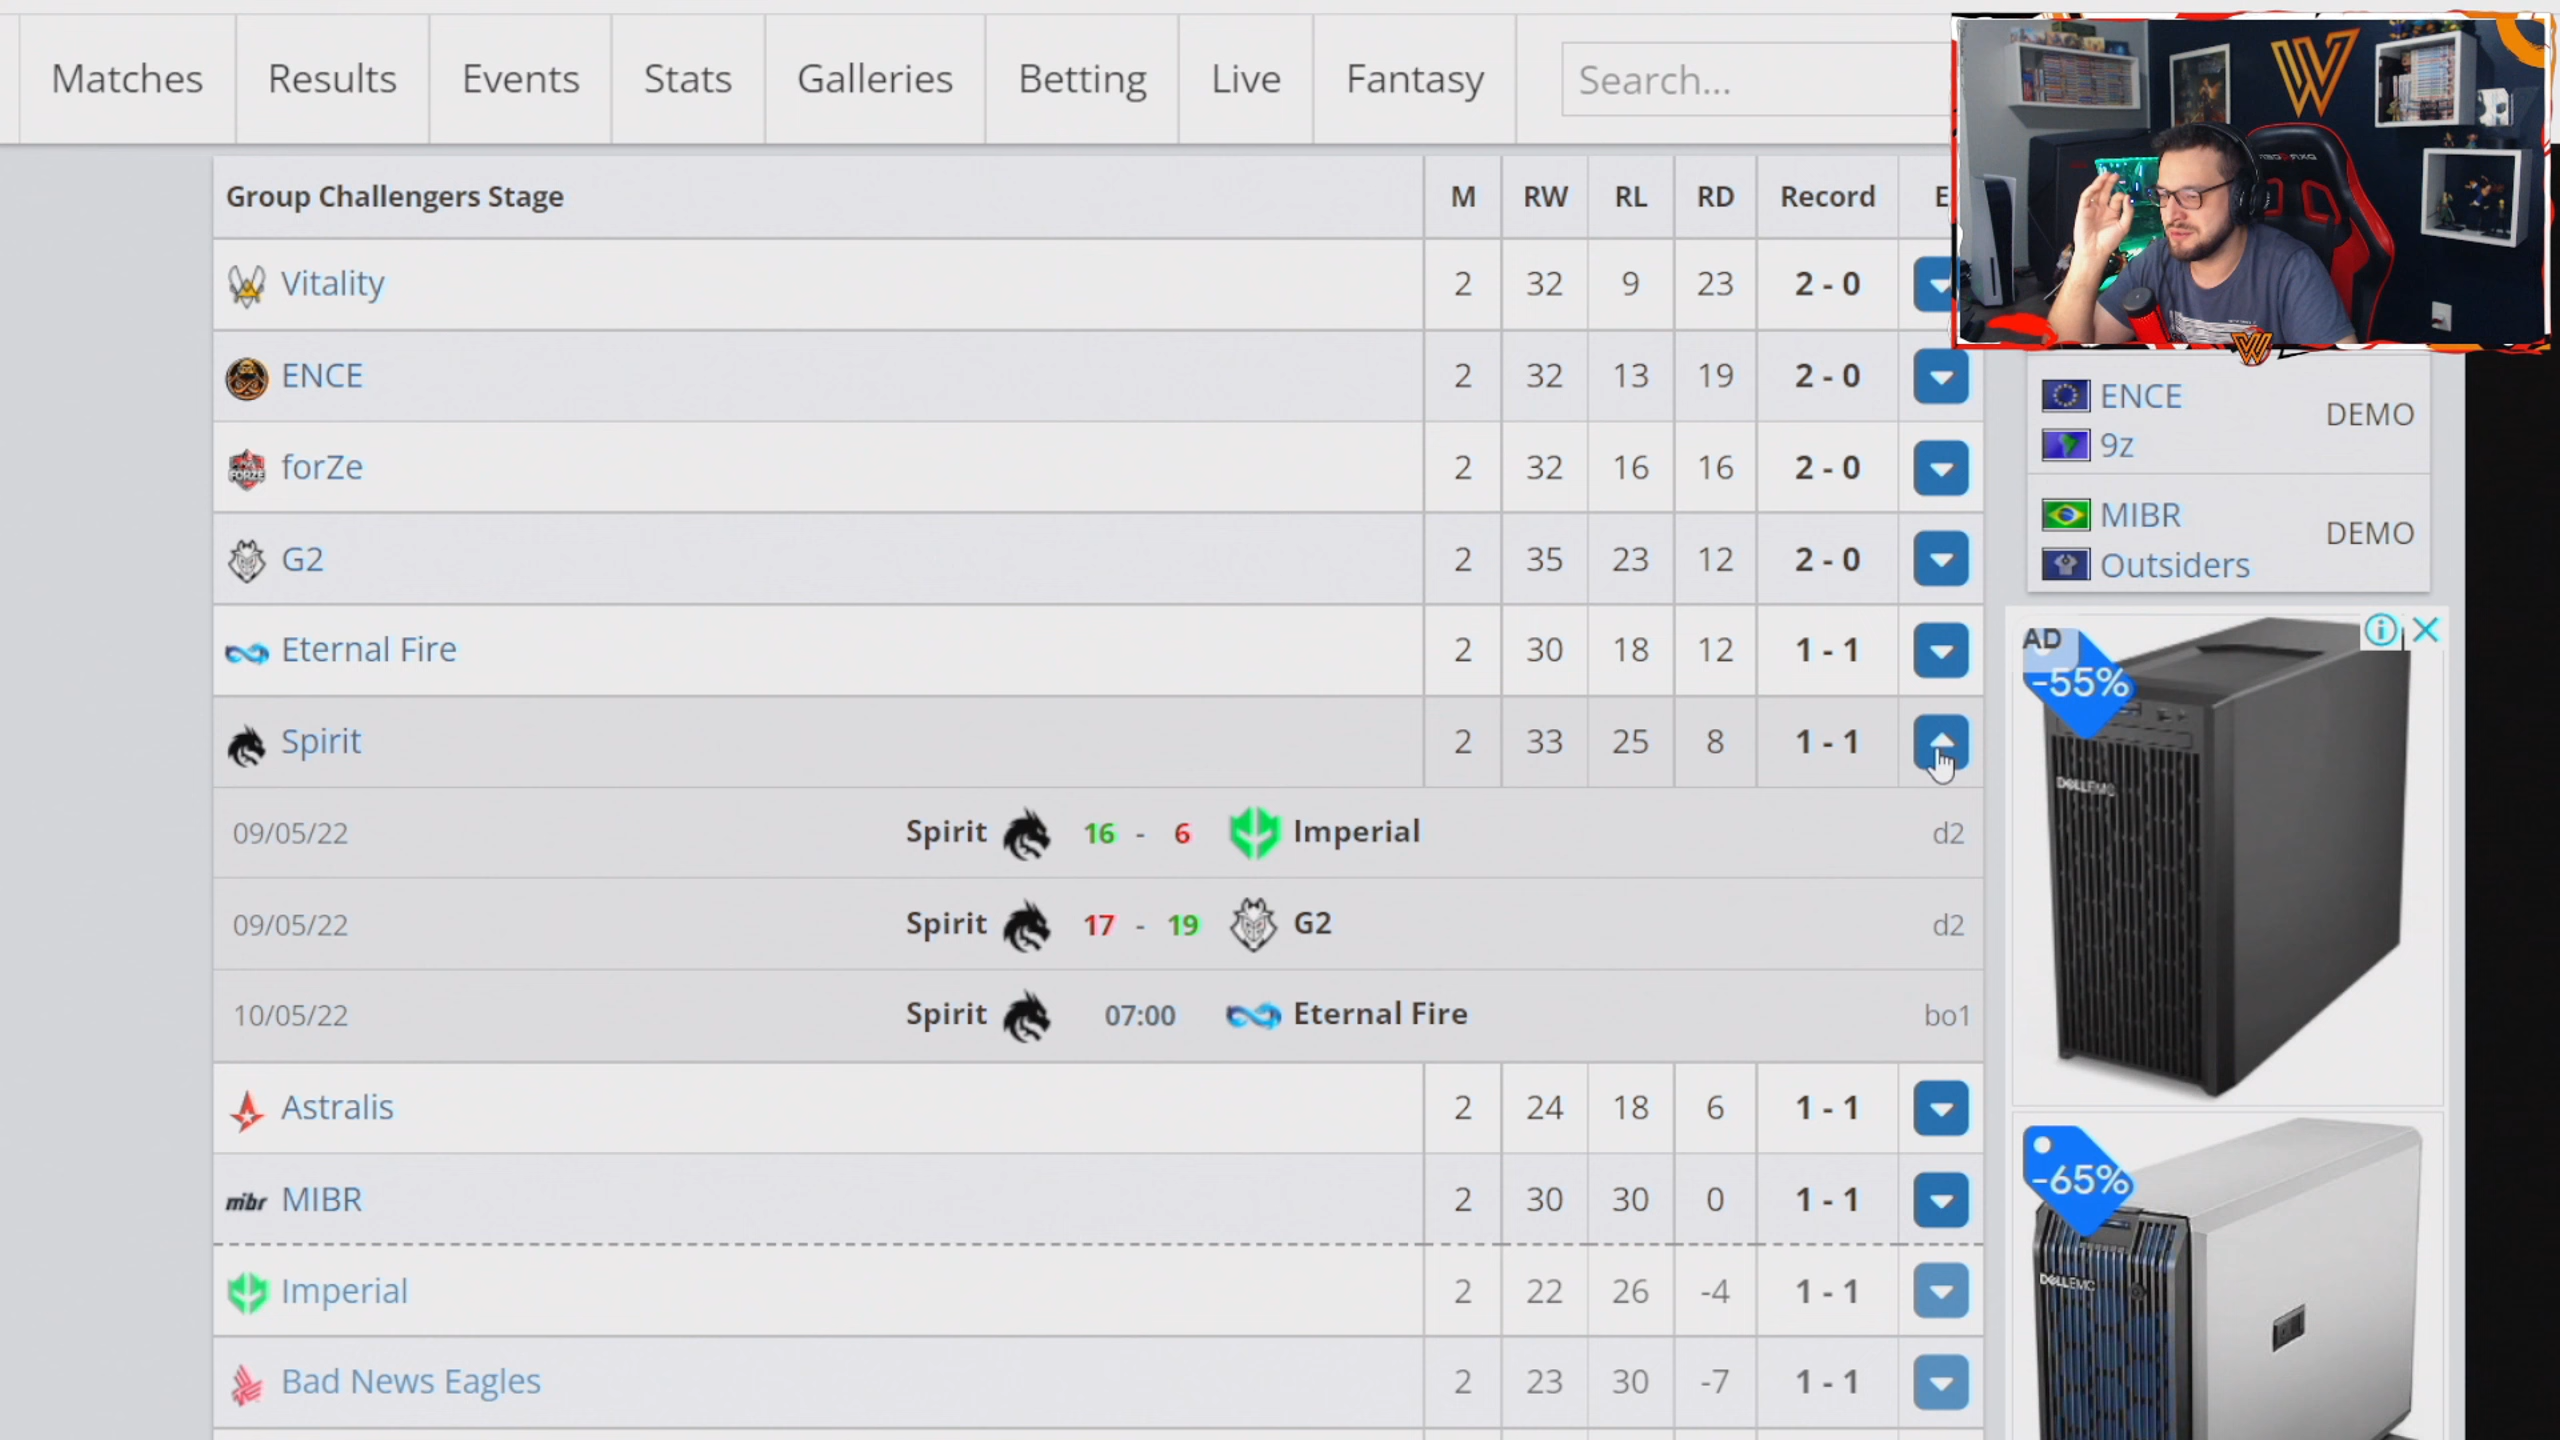 Matches Results Events Stats Galleries Betting Live Fantasy Search...
Group Challengers Stage M RW RL RD Record
Vitality 2 32 9 23 2 - 0
ENCE 2 32 13 19 2 - 0
forZe 2 32 16 16 2 - 0
G2 2 35 23 12 2 - 0
Eternal Fire 2 30 18 12 1 - 1
Spirit 2 33 25 8 1 - 1
09/05/22 Spirit 16 - 6 Imperial d2
09/05/22 Spirit 17 - 19 G2 d2
10/05/22 Spirit 07:00 Eternal Fire bo1
Astralis 2 24 18 6 1 - 1
mibr MIBR 2 30 30 0 1 - 1
Imperial 2 22 26 -4 1 - 1
Bad News Eagles 2 23 30 -7 1 - 1
ENCE DEMO
9z
MIBR DEMO
Outsiders
AD
-55%
DELLEMC
-65%
DELLEMC